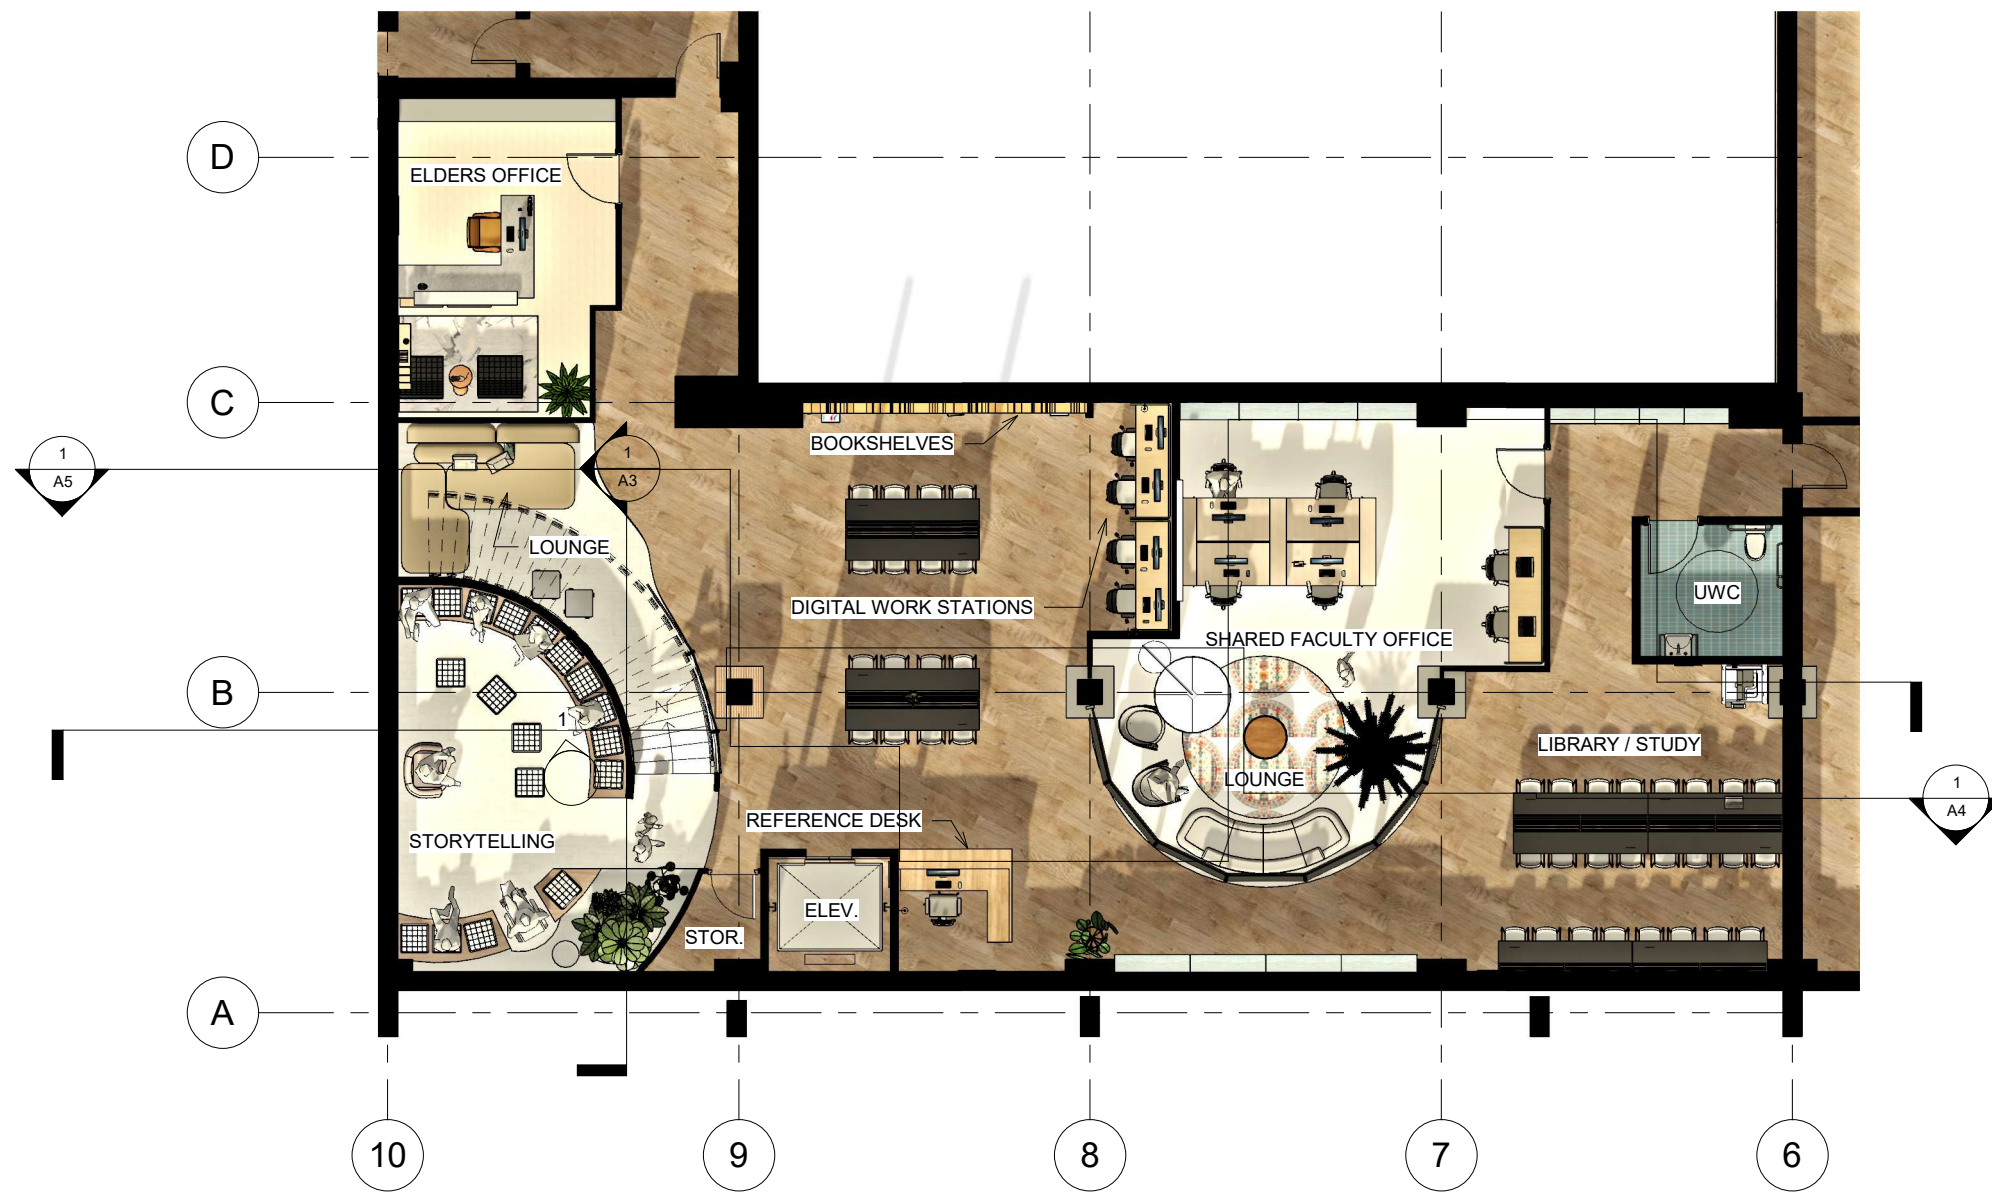 D
ELDERS OFFICE
C
BOOKSHELVES
1
A5
1
A3
LOUNGE
DIGITAL WORK STATIONS
UWC
SHARED FACULTY OFFICE
B
1
LIBRARY / STUDY
LOUNGE
1
A4
REFERENCE DESK
STORYTELLING
ELEV.
STOR.
A
10
9
8
7
6